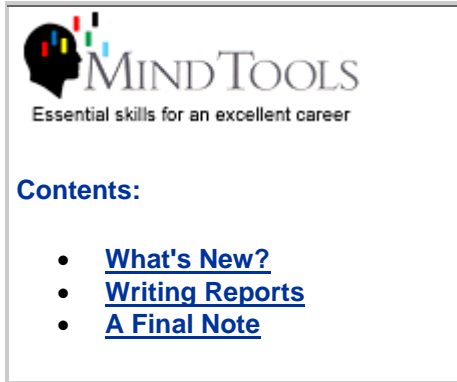 MIND TOOLS
Essential skills for an excellent career
Contents:
• What's New?
• Writing Reports
• A Final Note